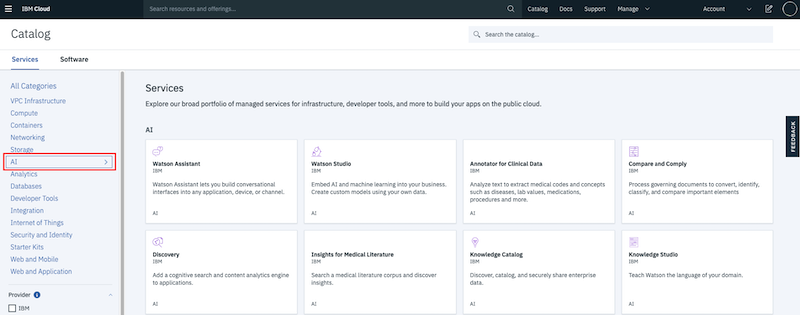 IBM Cloud
Search resources and offerings...
Catalog
Docs
Support
Manage
Account
Catalog
Search the catalog...
Services
Software
All Categories
VPC Infrastructure
Compute
Containers
Networking
Storage
AI
Analytics
Databases
Developer Tools
Integration
Internet of Things
Security and Identity
Starter Kits
Web and Mobile
Web and Application
Provider
IBM
Services
Explore our broad portfolio of managed services for infrastructure, developer tools, and more to build your apps on the public cloud.
AI
Watson Assistant
IBM
Watson Assistant lets you build conversational
interfaces into any application, device, or channel.
AI
Watson Studio
IBM
Embed AI and machine learning into your business.
Create custom models using your own data.
AI
Annotator for Clinical Data
IBM
Analyze text to extract medical codes and concepts
such as diseases, lab values, medications,
procedures and more.
AI
Compare and Comply
IBM
Process governing documents to convert, identify,
classify, and compare important elements
AI
Discovery
IBM
Add a cognitive search and content analytics engine
to applications.
AI
Insights for Medical Literature
IBM
Search a medical literature corpus and discover
insights.
AI
Knowledge Catalog
IBM
Discover, catalog, and securely share enterprise
data.
AI
Knowledge Studio
IBM
Teach Watson the language of your domain.
AI
FEEDBACK